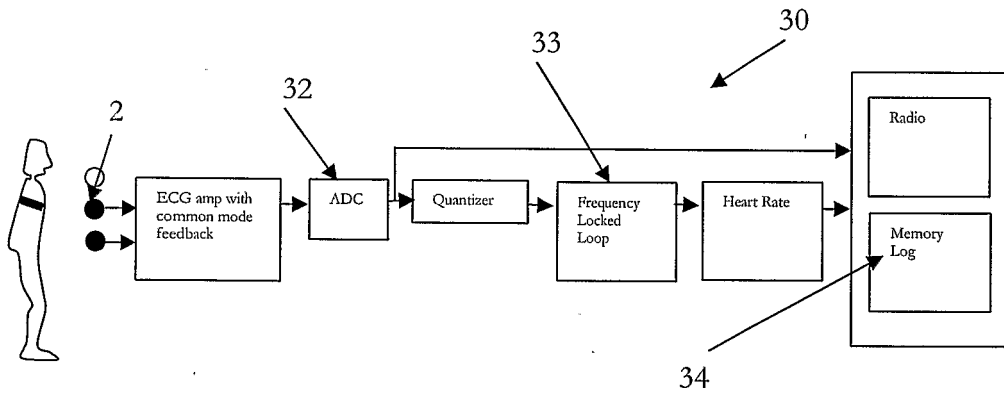 30
33
32
2
Radio
ECG amp with
common mode
feedback
ADC
Quantizer
Frequency
Locked
Loop
Heart Rate
Memory
Log
34